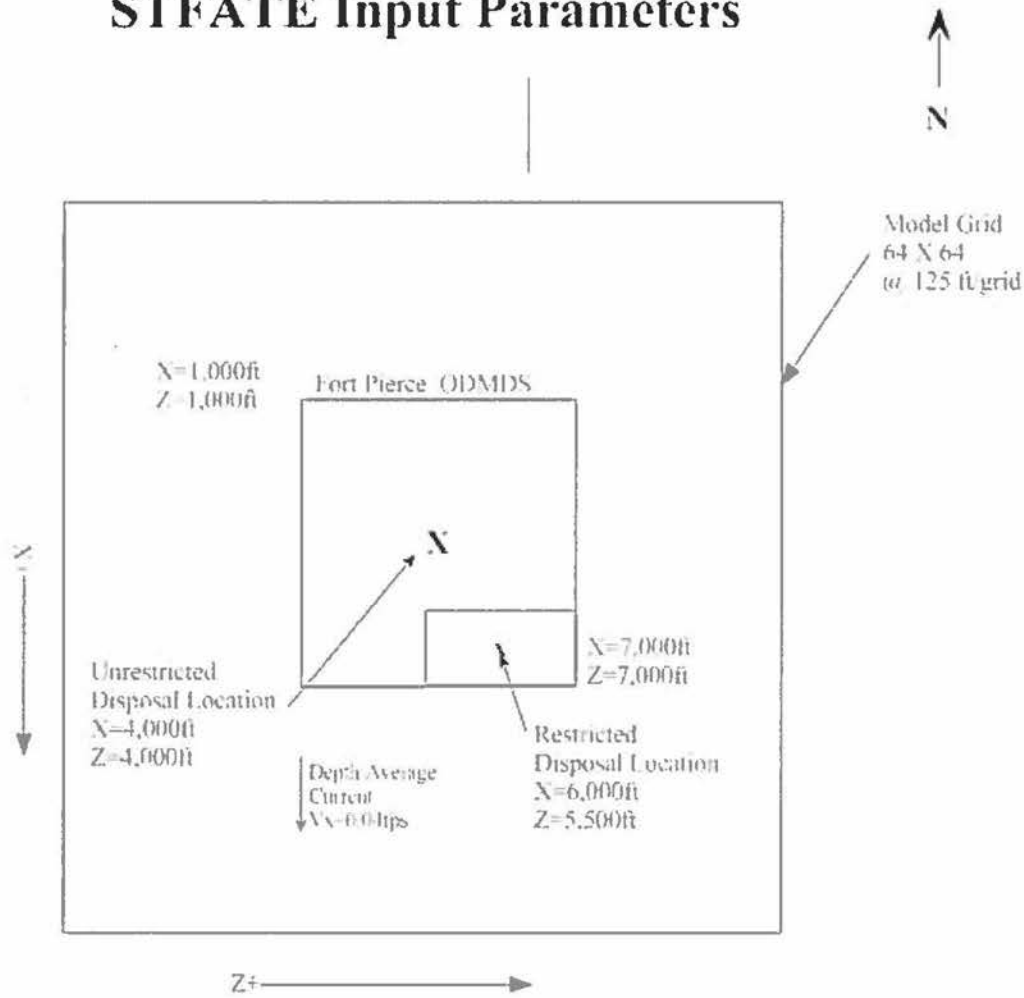 STFATE Input Parameters
N
Model Grid
64 X 64
@ 125 ft/grid
X=1,000ft
Z=1,000ft
Fort Pierce ODMDS
X
X=7,000ft
Z=7,000ft
Unrestricted
Disposal Location
X=4,000ft
Z=4,000ft
Restricted
Disposal Location
X=6,000ft
Z=5,500ft
Depth Average
Current
Z+